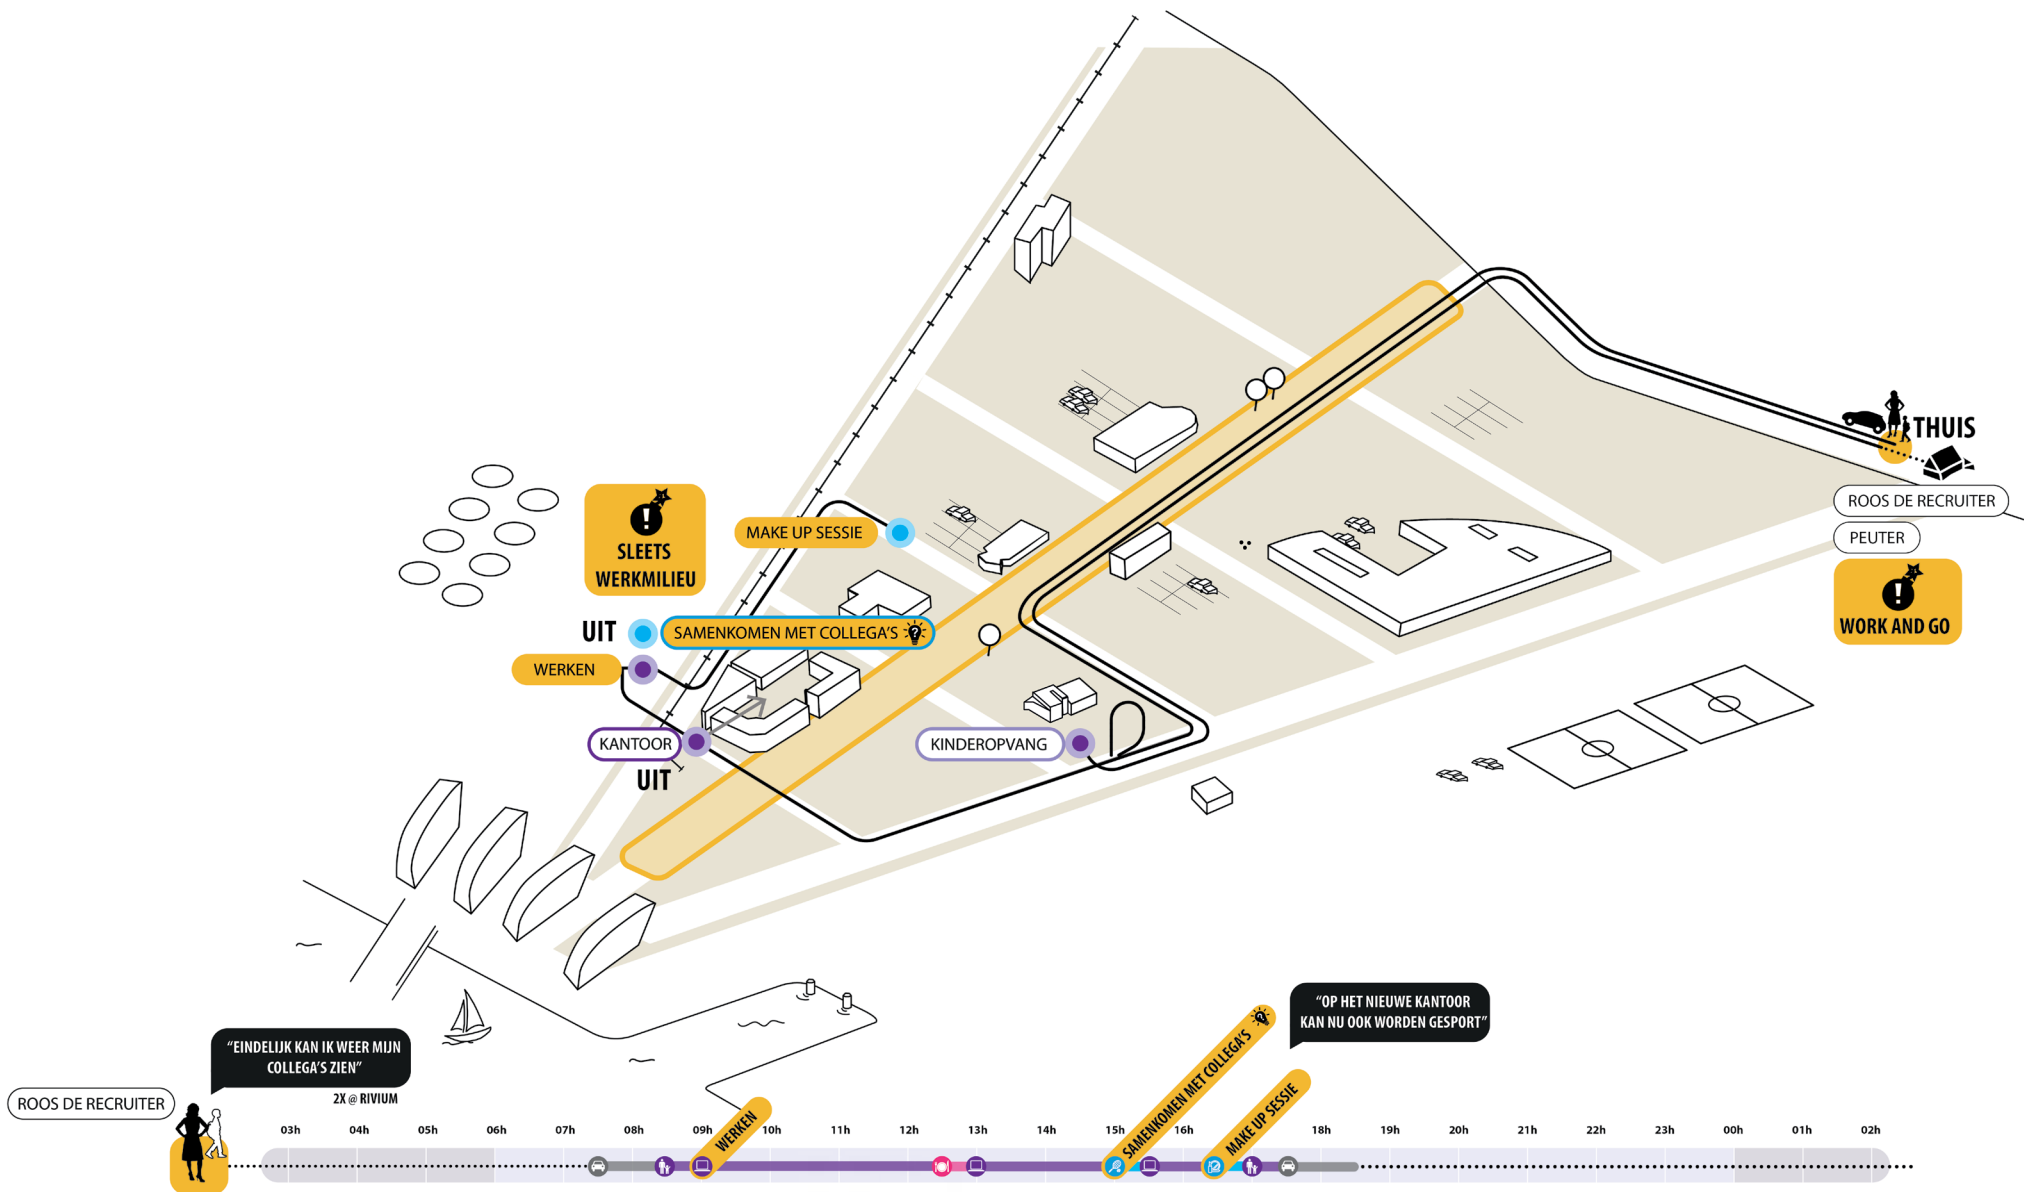 SLEETS
WERKMILIEU
MAKE UP SESSIE
UIT
SAMENKOMEN MET COLLEGA'S
WERKEN
KANTOOR
UIT
KINDEROPVANG
THUIS
ROOS DE RECRUITER
PEUTER
WORK AND GO
"EINDELIJK KAN IK WEER MIJN
COLLEGA'S ZIEN"
2X @ RIVIUM
ROOS DE RECRUITER
"OP HET NIEUWE KANTOOR
KAN NU OOK WORDEN GESPORT"
WERKEN
SAMENKOMEN MET COLLEGA'S
MAKE UP SESSIE
03h 04h 05h 06h 07h 08h 09h 10h 11h 12h 13h 14h 15h 16h 18h 19h 20h 21h 22h 23h 00h 01h 02h